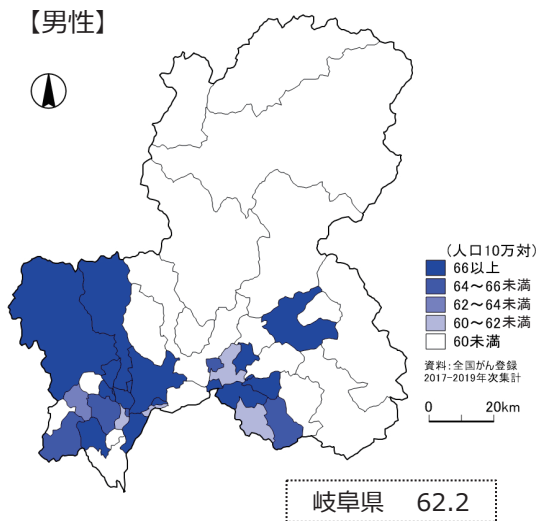 【男性】
(人口10万対)
66以上
64～66未満
62～64未満
60～62未満
60未満
資料:全国がん登録
2017-2019年次集計
0 20km
岐阜県 62.2